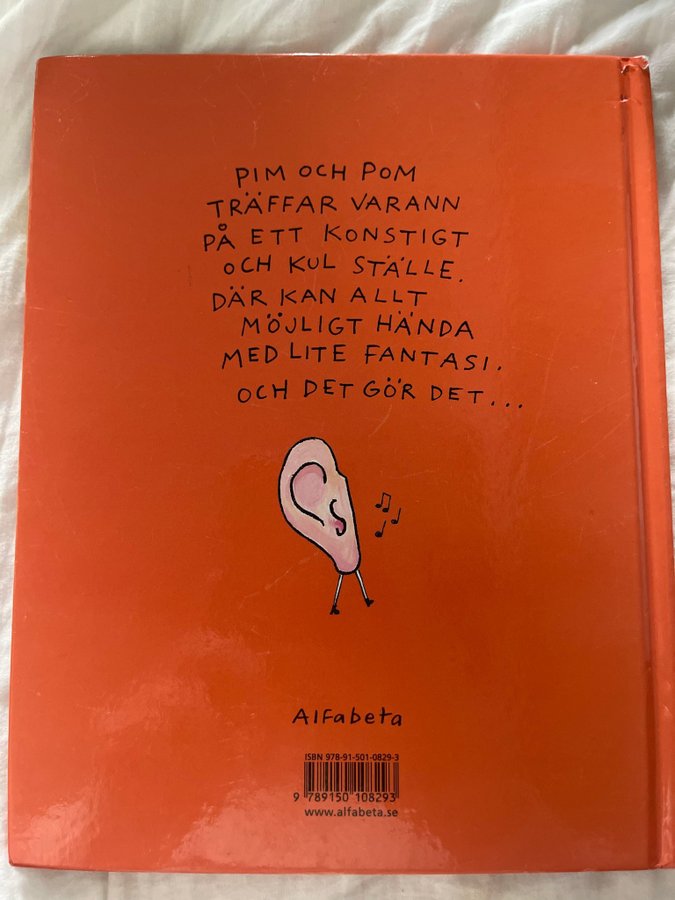 PIM OCH POM
TRÄFFAR VARANN
PÅ ETT KONSTIGT
OCH KUL STÄLLE.
DÄR KAN ALLT
MÖJLIGT HÄNDA
MED LITE FANTASI.
OCH DET GÖR DET...
Alfabeta
ISBN 978-91-501-0829-3
9 789150 108293
www.alfabeta.se